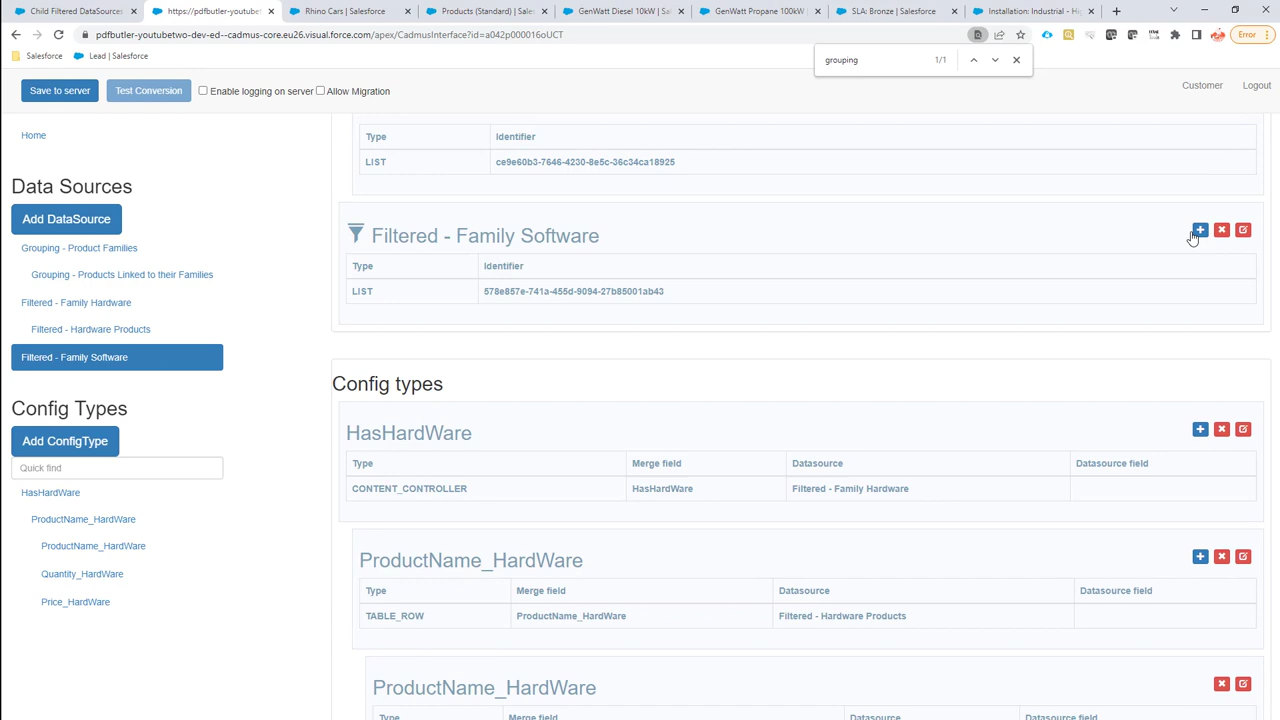 Child Filtered DataSources
https://pdfbutler-youtubet
Rhino Cars | Salesforce
Products (Standard) | Sales
GenWatt Diesel 10kW | Sal
GenWatt Propane 100kW |
SLA: Bronze | Salesforce
Installation: Industrial - Hi
pdfbutler-youtubetwo-dev-ed--cadmus-core.eu26.visual.force.com/apex/CadmusInterface?id=a042p000016oUCT
Error
Salesforce
Lead | Salesforce
grouping
1/1
Save to server
Test Conversion
Enable logging on server
Allow Migration
Customer
Logout
Home
Data Sources
Add DataSource
Grouping - Product Families
Grouping - Products Linked to their Families
Filtered - Family Hardware
Filtered - Hardware Products
Filtered - Family Software
Config Types
Add ConfigType
Quick find
HasHardWare
ProductName_HardWare
ProductName_HardWare
Quantity_HardWare
Price_HardWare
Type Identifier
LIST ce9e60b3-7646-4230-8e5c-36c34ca18925
Filtered - Family Software
Type Identifier
LIST 578e857e-741a-455d-9094-27b85001ab43
Config types
HasHardWare
Type Merge field Datasource Datasource field
CONTENT_CONTROLLER HasHardWare Filtered - Family Hardware
ProductName_HardWare
Type Merge field Datasource Datasource field
TABLE_ROW ProductName_HardWare Filtered - Hardware Products
ProductName_HardWare
Type Merge field Datasource Datasource field